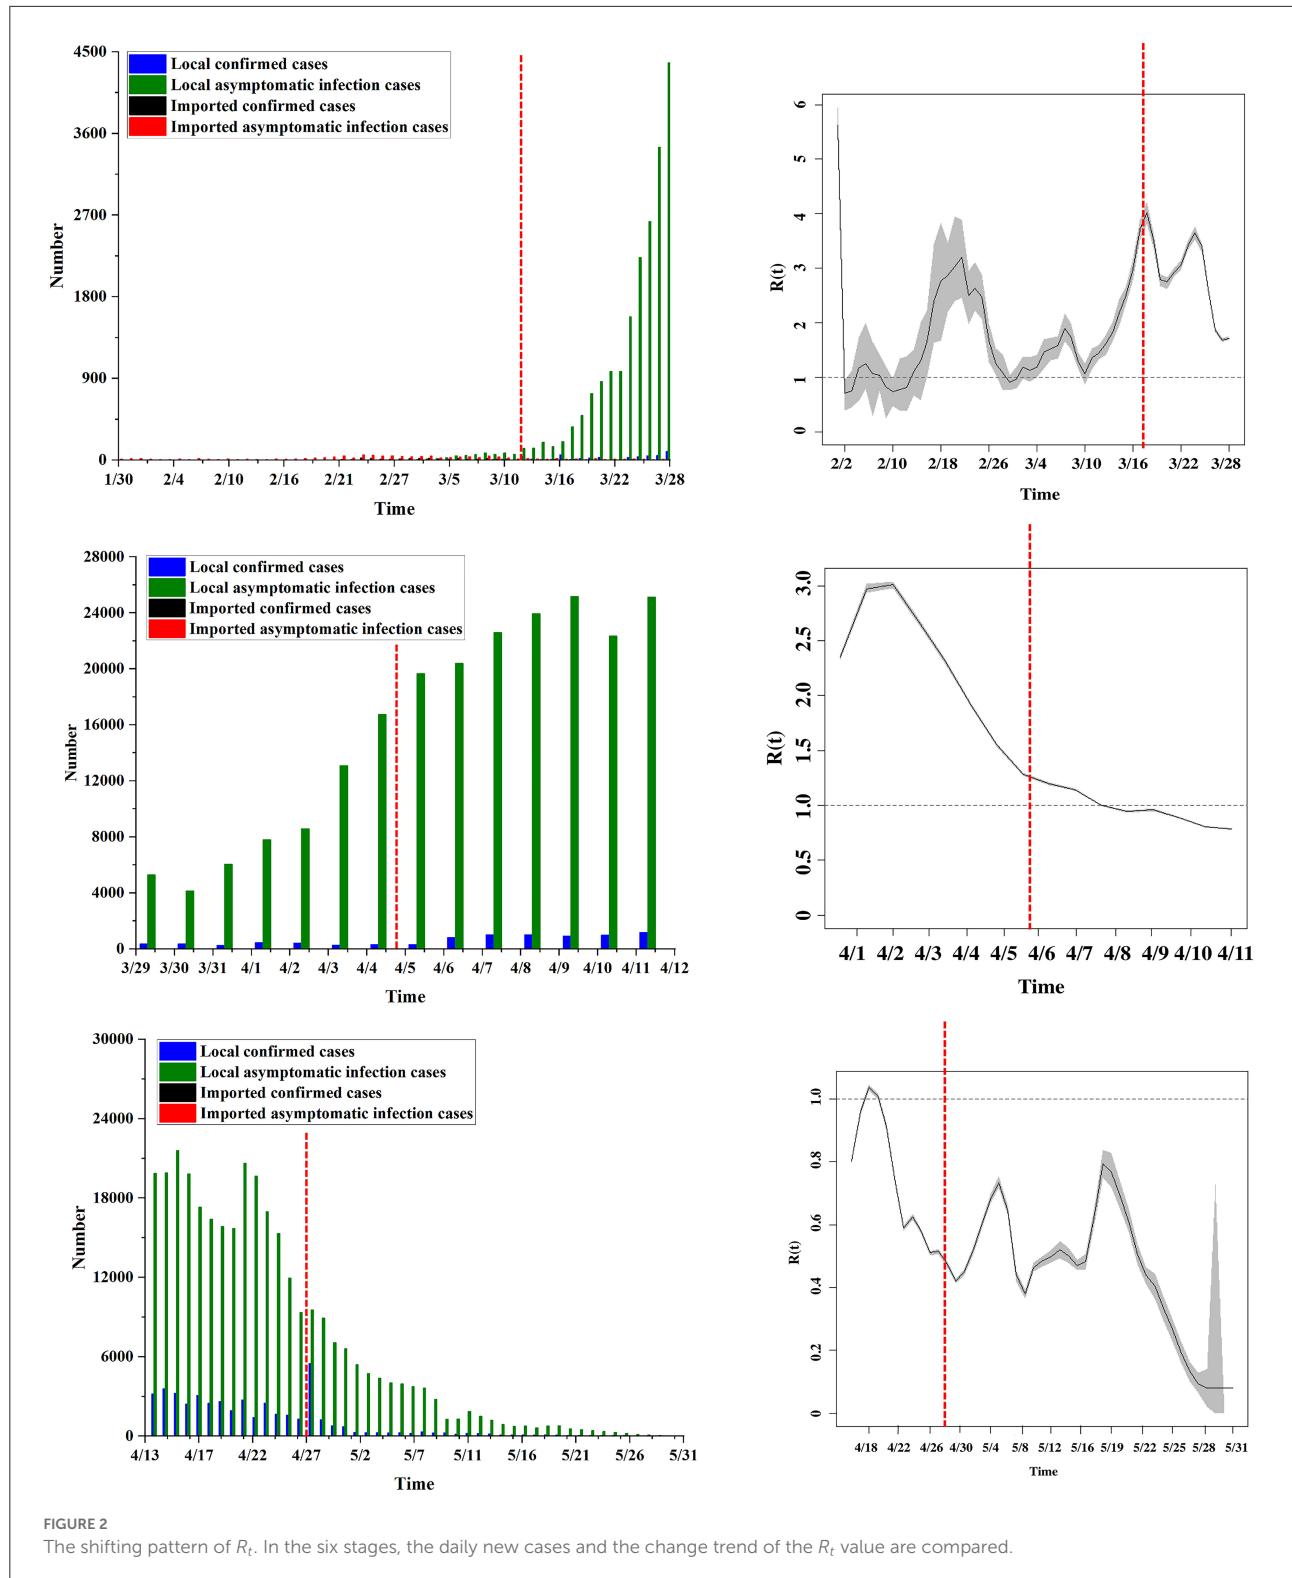 4500
3600
2700
1800
900
0
Number
Local confirmed cases
Local asymptomatic infection cases
Imported confirmed cases
Imported asymptomatic infection cases
1/30 2/4 2/10 2/16 2/21 2/27 3/5 3/10 3/16 3/22 3/28
Time
6
5
4
3
2
1
0
R(t)
2/2 2/10 2/18 2/26 3/4 3/10 3/16 3/22 3/28
Time
28000
24000
20000
16000
12000
8000
4000
0
Number
Local confirmed cases
Local asymptomatic infection cases
Imported confirmed cases
Imported asymptomatic infection cases
3/29 3/30 3/31 4/1 4/2 4/3 4/4 4/5 4/6 4/7 4/8 4/9 4/10 4/11 4/12
Time
3.0
2.5
2.0
1.5
1.0
0.5
0
R(t)
4/1 4/2 4/3 4/4 4/5 4/6 4/7 4/8 4/9 4/10 4/11
Time
30000
24000
18000
12000
6000
0
Number
Local confirmed cases
Local asymptomatic infection cases
Imported confirmed cases
Imported asymptomatic infection cases
4/13 4/17 4/22 4/27 5/2 5/7 5/11 5/16 5/21 5/26 5/31
Time
1.0
0.8
0.6
0.4
0.2
0
R(t)
4/18 4/22 4/26 4/30 5/4 5/8 5/12 5/16 5/19 5/22 5/25 5/28 5/31
Time
FIGURE 2
The shifting pattern of Rt. In the six stages, the daily new cases and the change trend of the Rt value are compared.